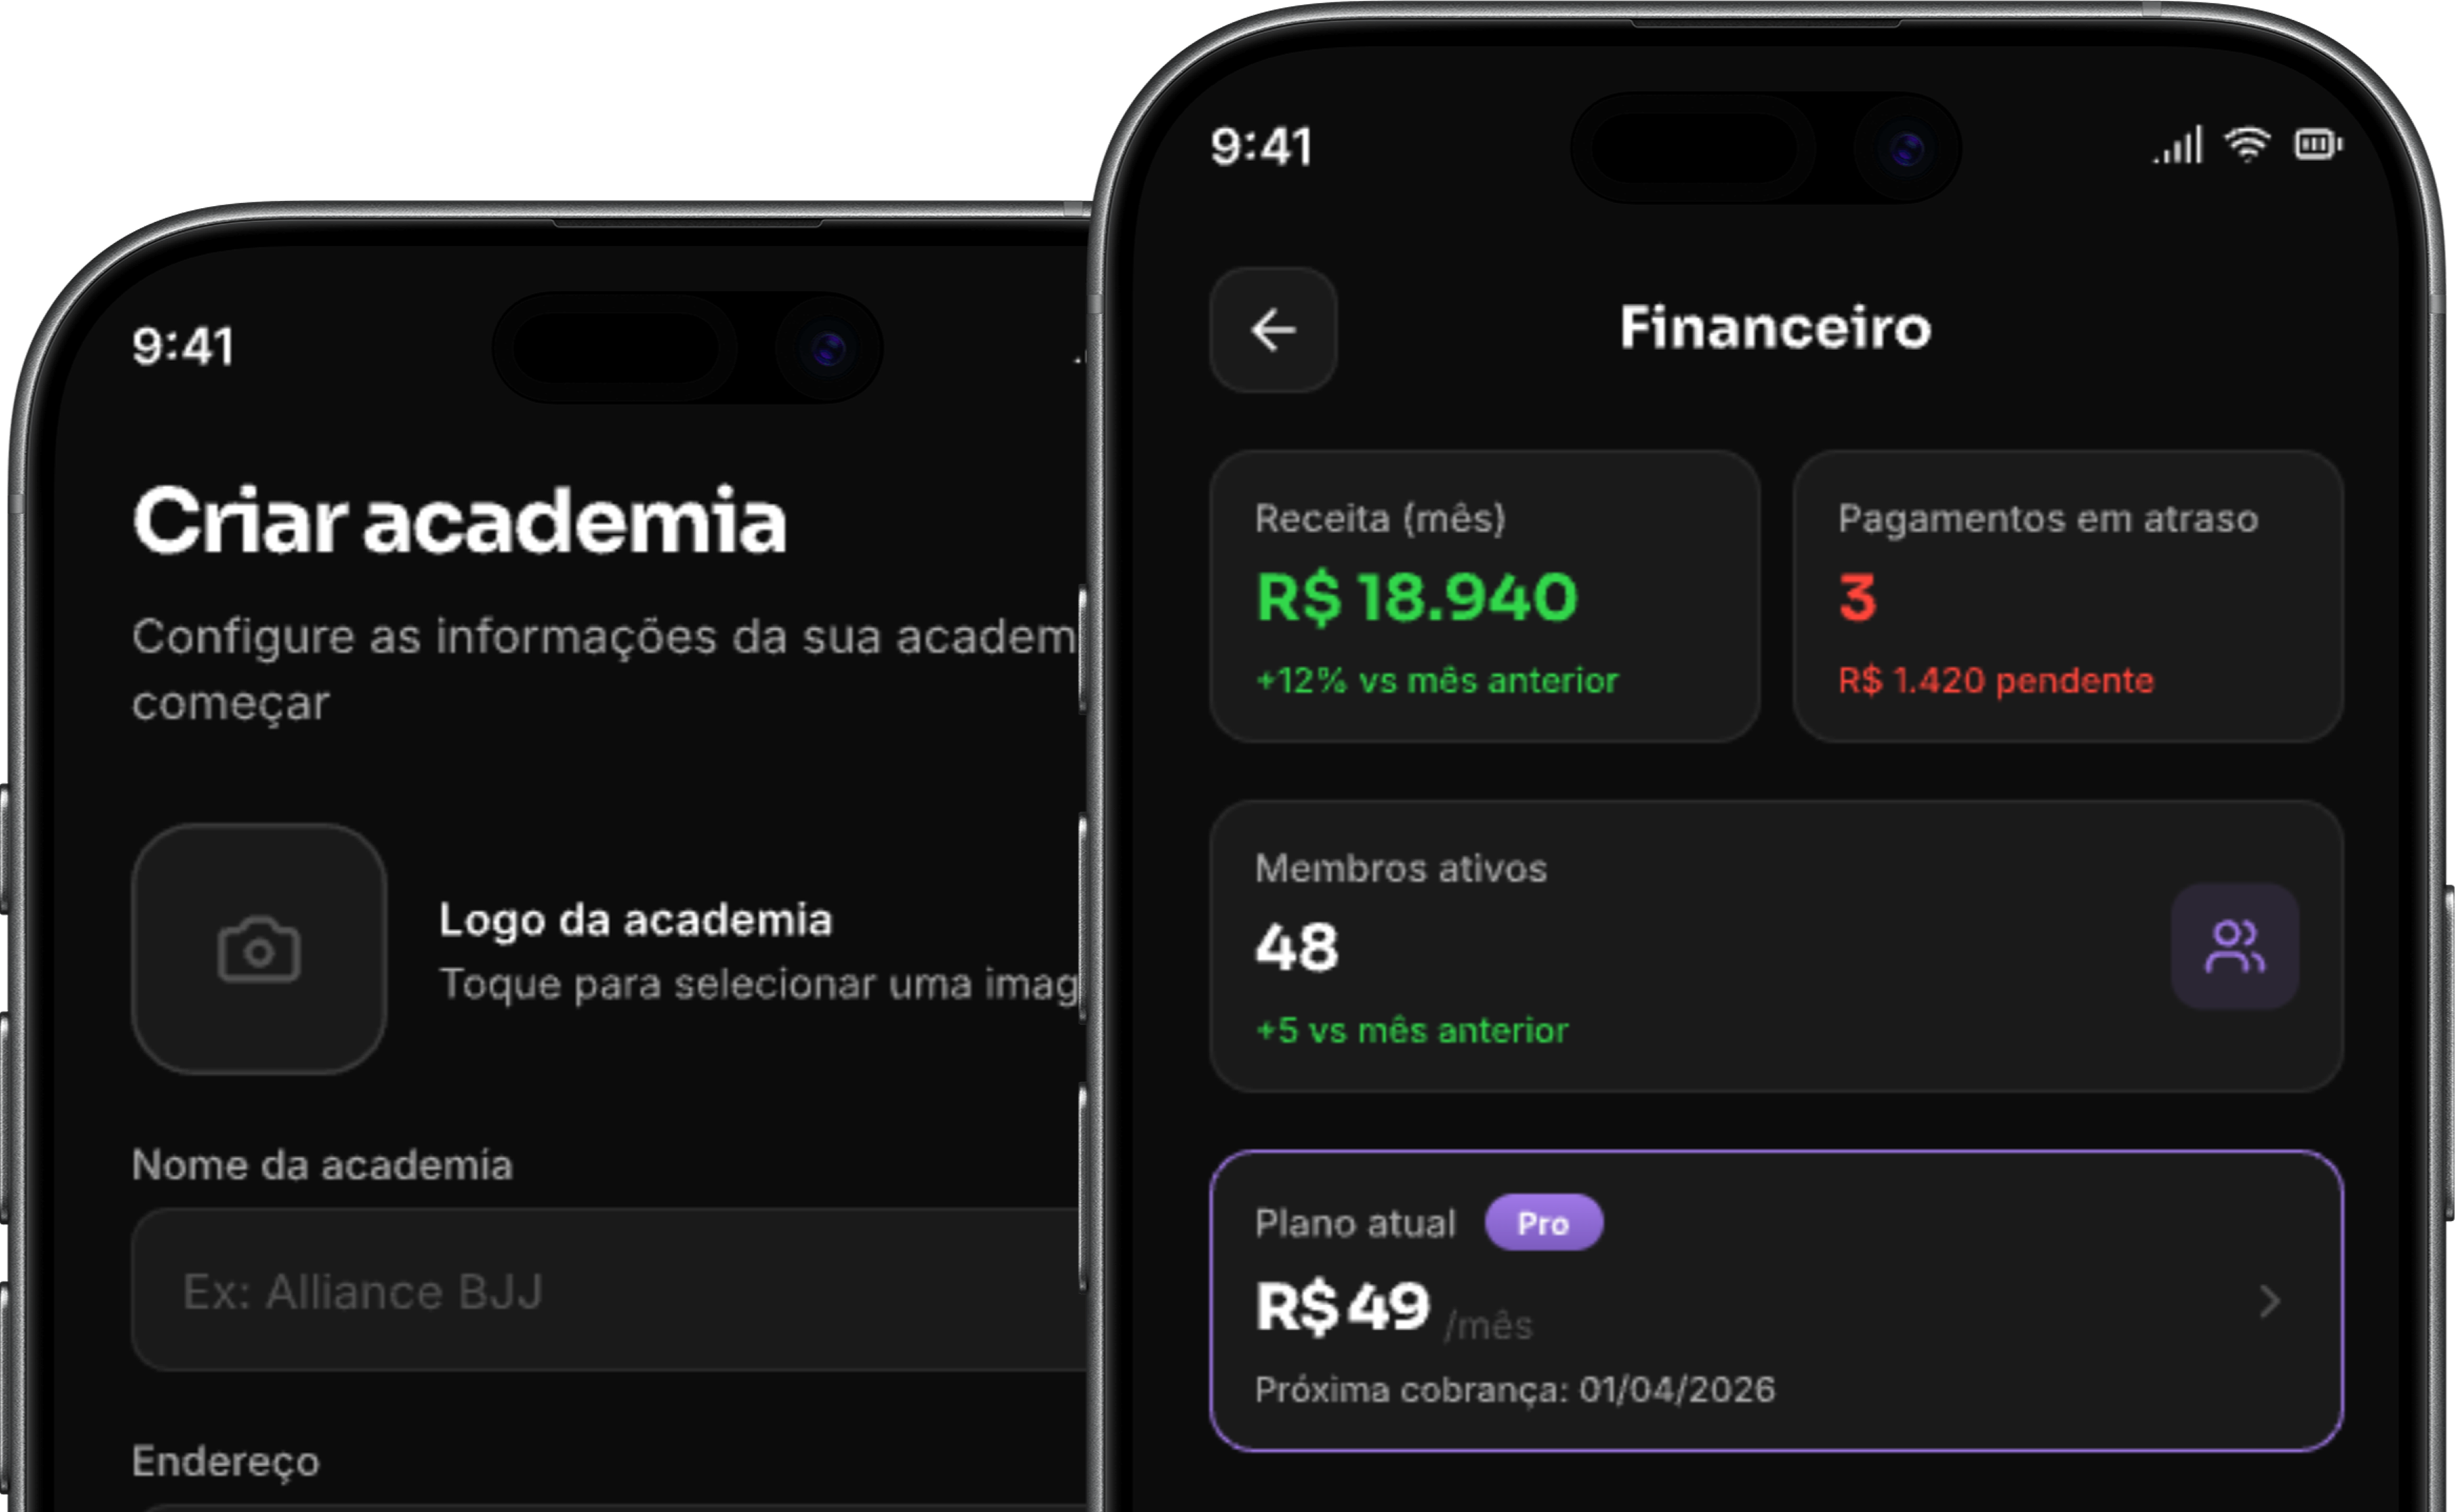 9:41
Criar academia
Configure as informações da sua academ
começar
Logo da academia
Toque para selecionar uma imag
Nome da academia
Ex: Alliance BJJ
Endereço
9:41
Financeiro
Receita (mês)
R$ 18.940
+12% vs mês anterior
Pagamentos em atraso
3
R$ 1.420 pendente
Membros ativos
48
+5 vs mês anterior
Plano atual
Pro
R$ 49 /mês
Próxima cobrança: 01/04/2026